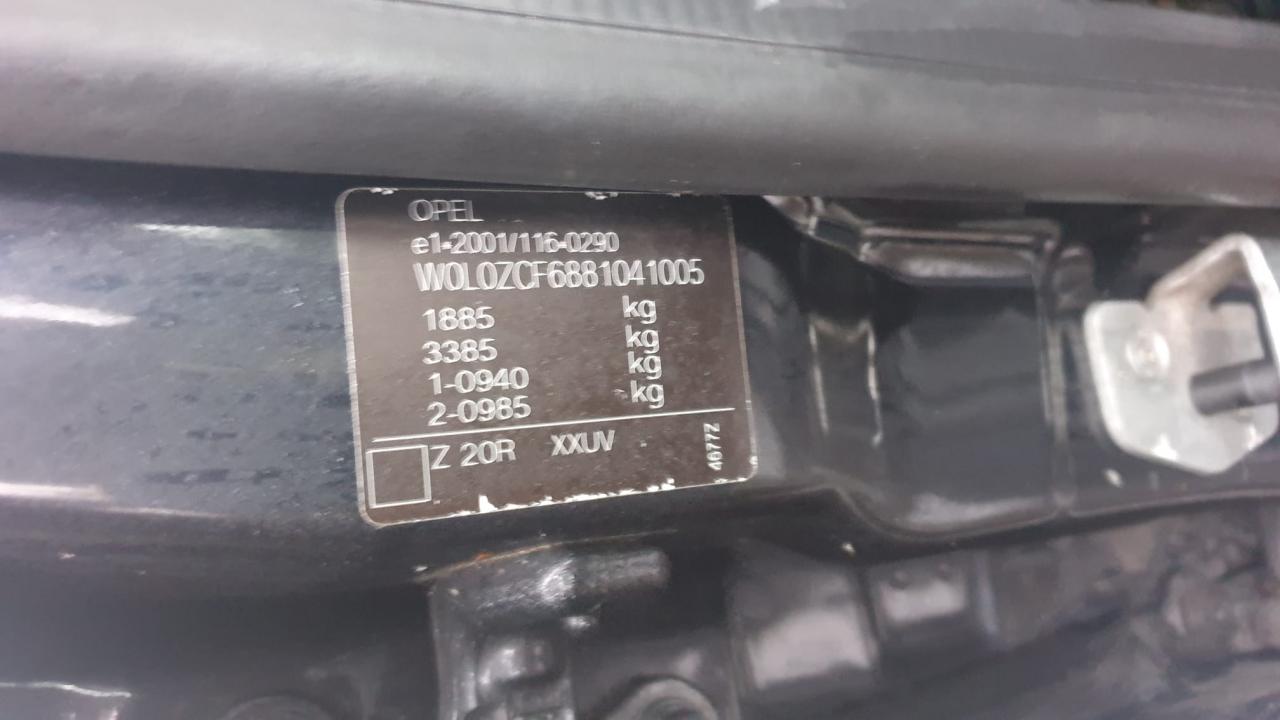 OPEL
e1-2001/116-0290
W0L0ZCF6881041005
1885 kg
3385 kg
1-0940 kg
2-0985 kg
Z 20R XXUV
4677Z